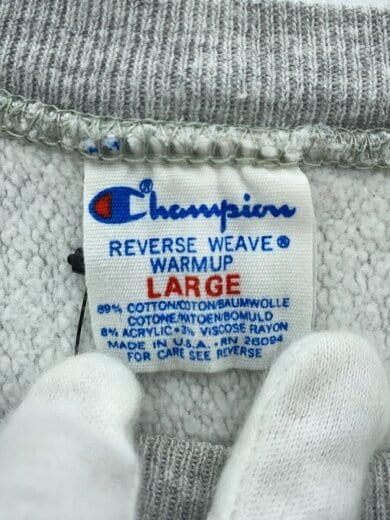 Champion®
REVERSE WEAVE®
WARMUP
LARGE
89% COTTON/COTON/BAUMWOLLE
COTONE/KATOEN/BOMULD
8% ACRYLIC • 3% VISCOSE RAYON
MADE IN U.S.A. • RN 26094
FOR CARE SEE REVERSE